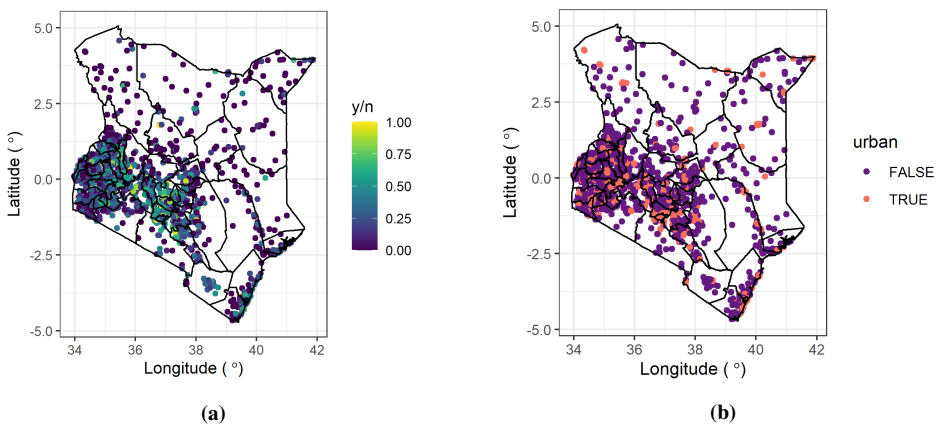 5.0
2.5
0.0
-2.5
-5.0
Latitude ( °)
34 36 38 40 42
Longitude ( °)
y/n
1.00
0.75
0.50
0.25
0.00
(a)
5.0
2.5
0.0
-2.5
-5.0
Latitude ( °)
34 36 38 40 42
Longitude ( °)
urban
FALSE
TRUE
(b)